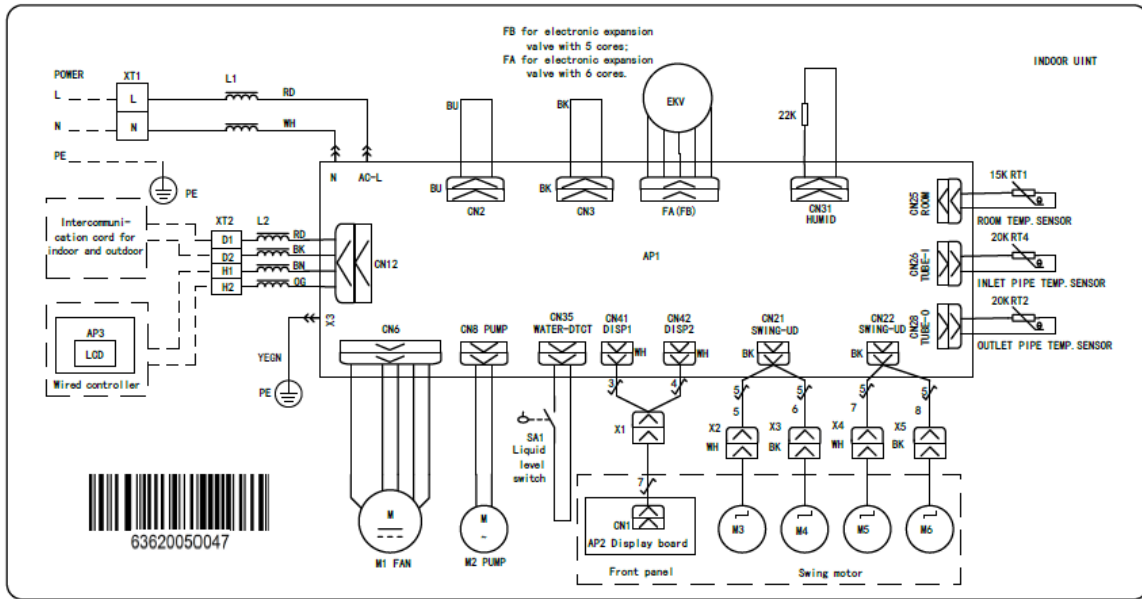 FB for electronic expansion
valve with 5 cores;
FA for electronic expansion
valve with 6 cores.
INDOOR UINT
POWER
XT1
L1
L
L
RD
N
N
WH
PE
PE
N
AC-L
BU
BU
CN2
BK
BK
CN3
EKV
FA(FB)
22K
CN31
HUMID
CN25
ROOM
15K RT1
ROOM TEMP. SENSOR
CN26
TUBE-I
20K RT4
INLET PIPE TEMP. SENSOR
CN28
TUBE-O
20K RT2
OUTLET PIPE TEMP. SENSOR
AP1
Intercommuni-
cation cord for
indoor and outdoor
XT2
L2
D1
RD
D2
BK
H1
BN
H2
OG
CN12
X3
YEGN
PE
AP3
LCD
Wired controller
CN6
CN8 PUMP
CN35
WATER-DTCT
CN41
DISP1
WH
CN42
DISP2
WH
CN21
SWING-UD
BK
CN22
SWING-UD
BK
3
4
5
5
5
5
5
6
7
8
SA1
Liquid
level
switch
X1
X2
WH
X3
BK
X4
WH
X5
BK
7
CN1
AP2 Display board
Front panel
M3
M4
M5
M6
Swing motor
M
M1 FAN
M
~
M2 PUMP
63620050047